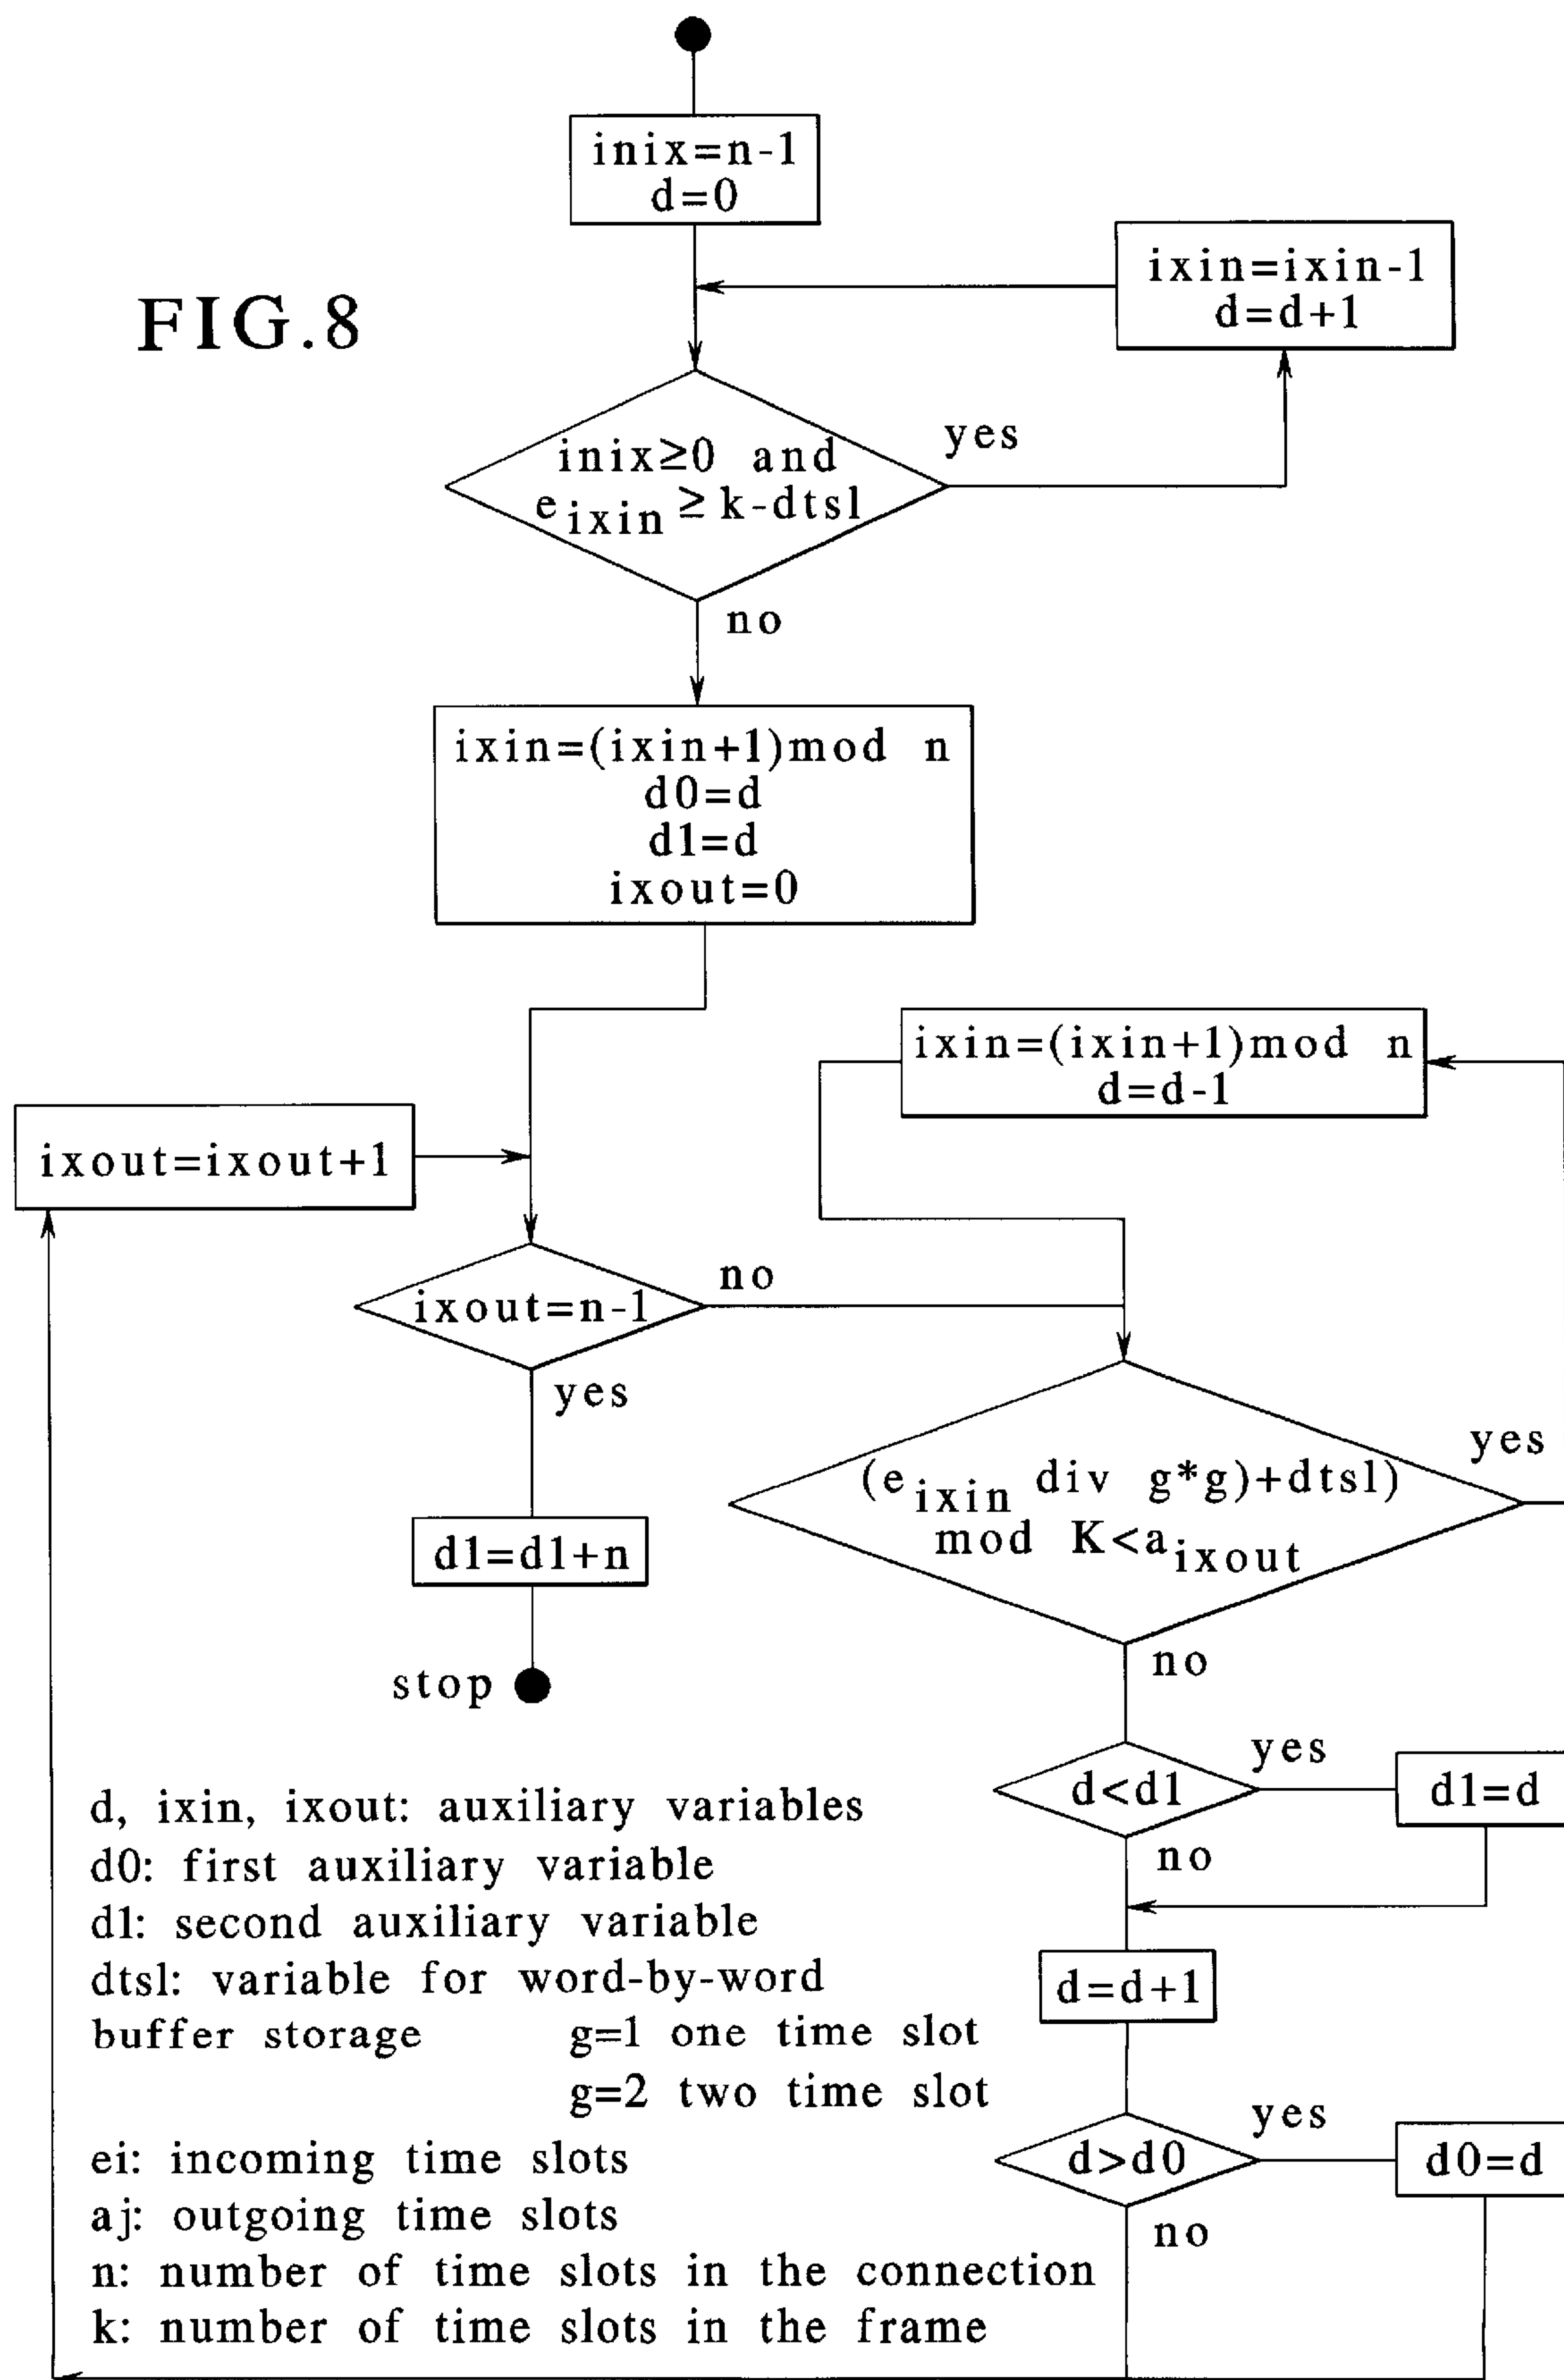 inix=n-1
d=0
ixin=ixin-1
d=d+1
FIG.8
inix≥0 and
e ixin ≥k-dtsl
yes
no
ixin=(ixin+1)mod n
d0=d
d1=d
ixout=0
ixin=(ixin+1)mod n
d=d-1
ixout=ixout+1
ixout=n-1
no
yes
(e ixin div g*g)+dtsl)
mod K<a ixout
yes
no
d1=d1+n
stop
d<d1
yes
d1=d
no
d=d+1
d>d0
yes
d0=d
no
d, ixin, ixout: auxiliary variables
d0: first auxiliary variable
d1: second auxiliary variable
dtsl: variable for word-by-word
buffer storage g=1 one time slot
g=2 two time slot
ei: incoming time slots
aj: outgoing time slots
n: number of time slots in the connection
k: number of time slots in the frame